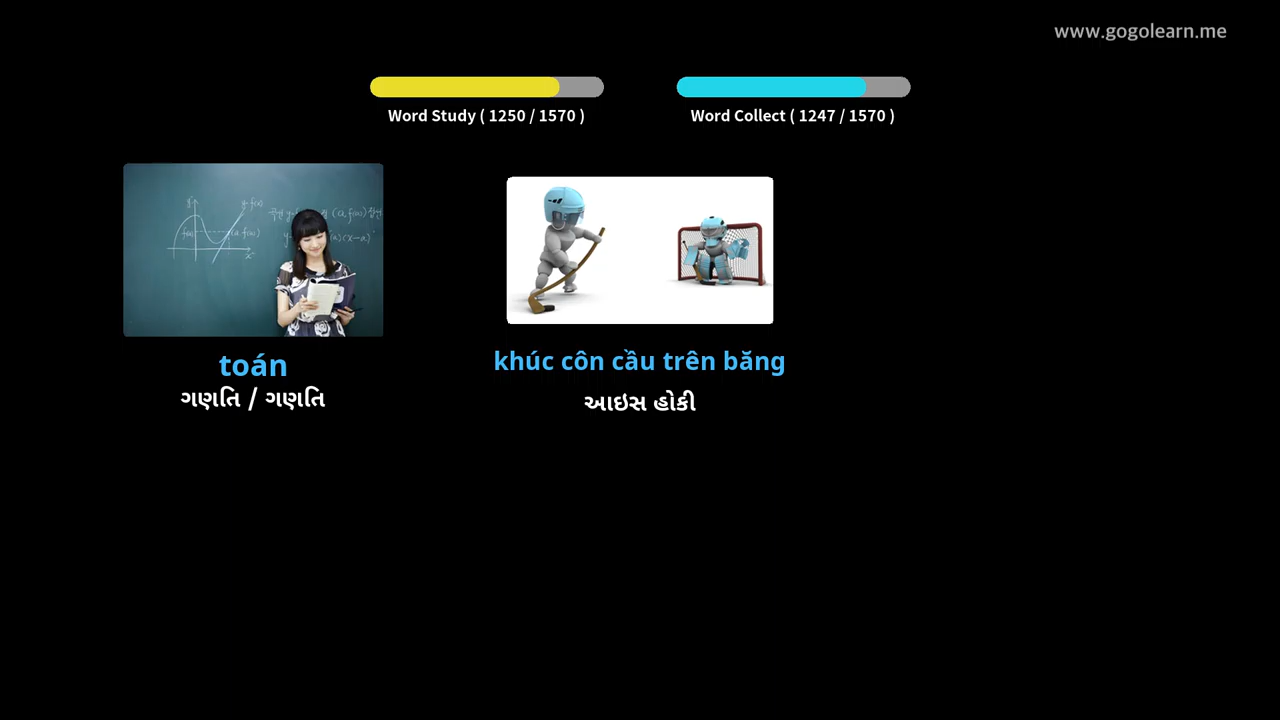 www.gogolearn.me
Word Study ( 1250 / 1570 )
Word Collect ( 1247 / 1570 )
toán
ગણતિ / ગણતિ
khúc côn cầu trên băng
આઇસ હોકી